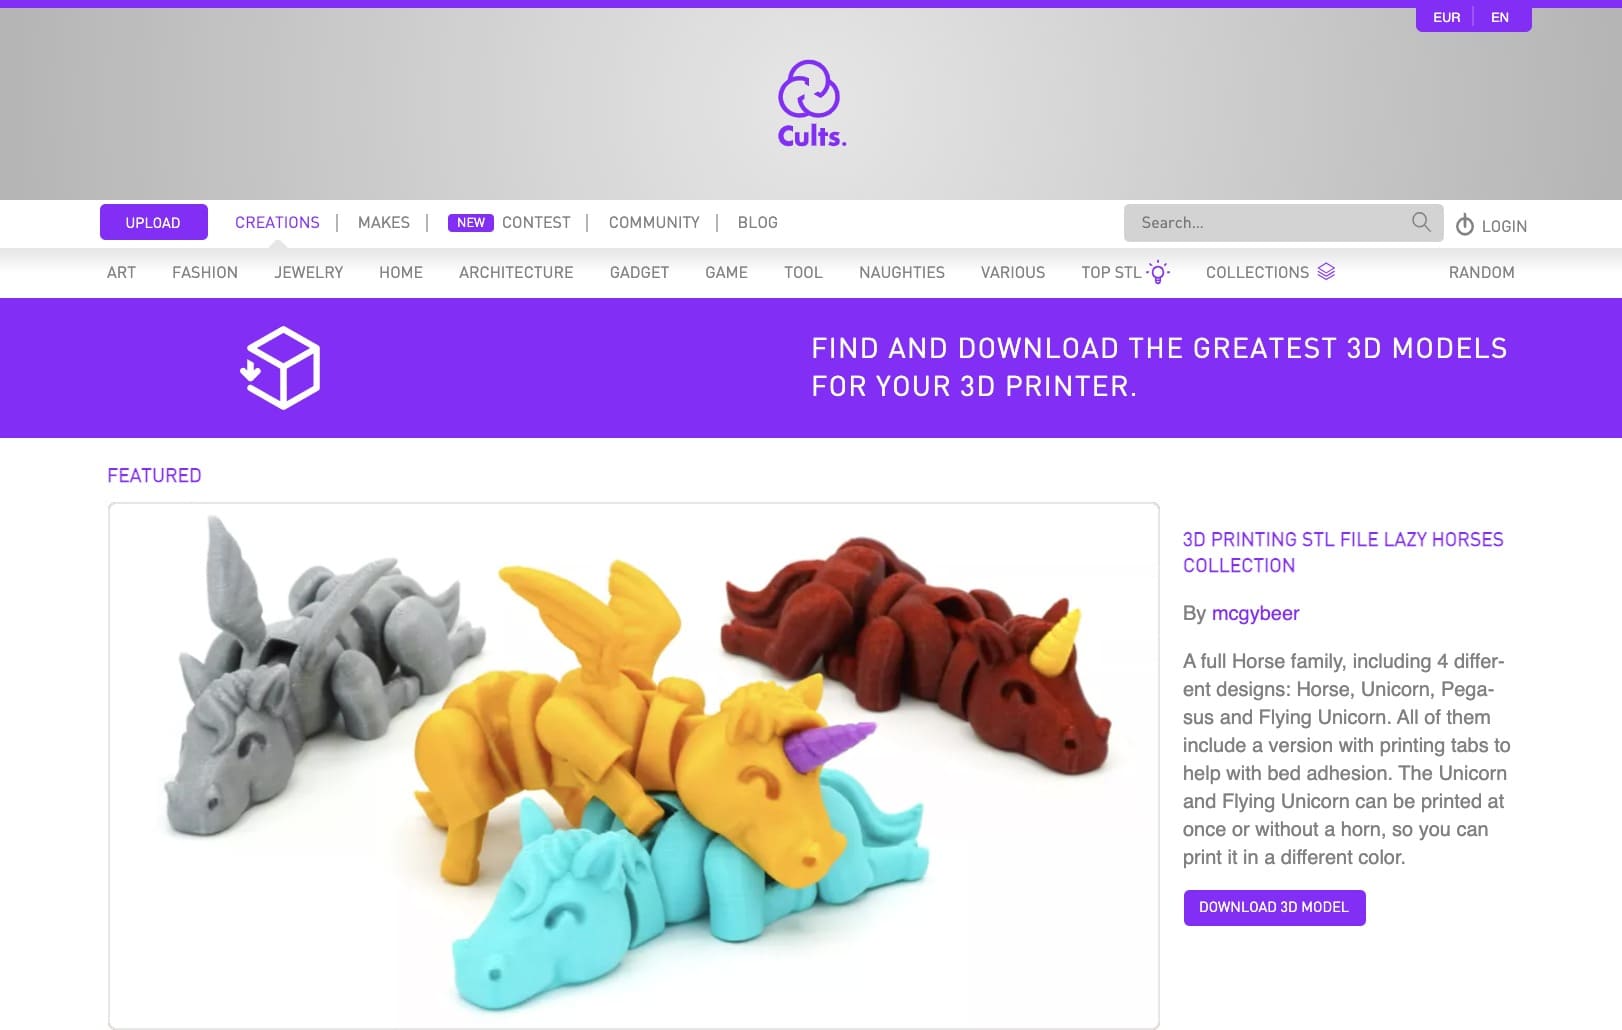 EUR | EN
Cults.
UPLOAD
CREATIONS | MAKES | NEW CONTEST | COMMUNITY | BLOG
Search...
LOGIN
ART FASHION JEWELRY HOME ARCHITECTURE GADGET GAME TOOL NAUGHTIES VARIOUS TOP STL COLLECTIONS RANDOM
FIND AND DOWNLOAD THE GREATEST 3D MODELS
FOR YOUR 3D PRINTER.
FEATURED
3D PRINTING STL FILE LAZY HORSES
COLLECTION
By mcgybeer
A full Horse family, including 4 differ-
ent designs: Horse, Unicorn, Pega-
sus and Flying Unicorn. All of them
include a version with printing tabs to
help with bed adhesion. The Unicorn
and Flying Unicorn can be printed at
once or without a horn, so you can
print it in a different color.
DOWNLOAD 3D MODEL